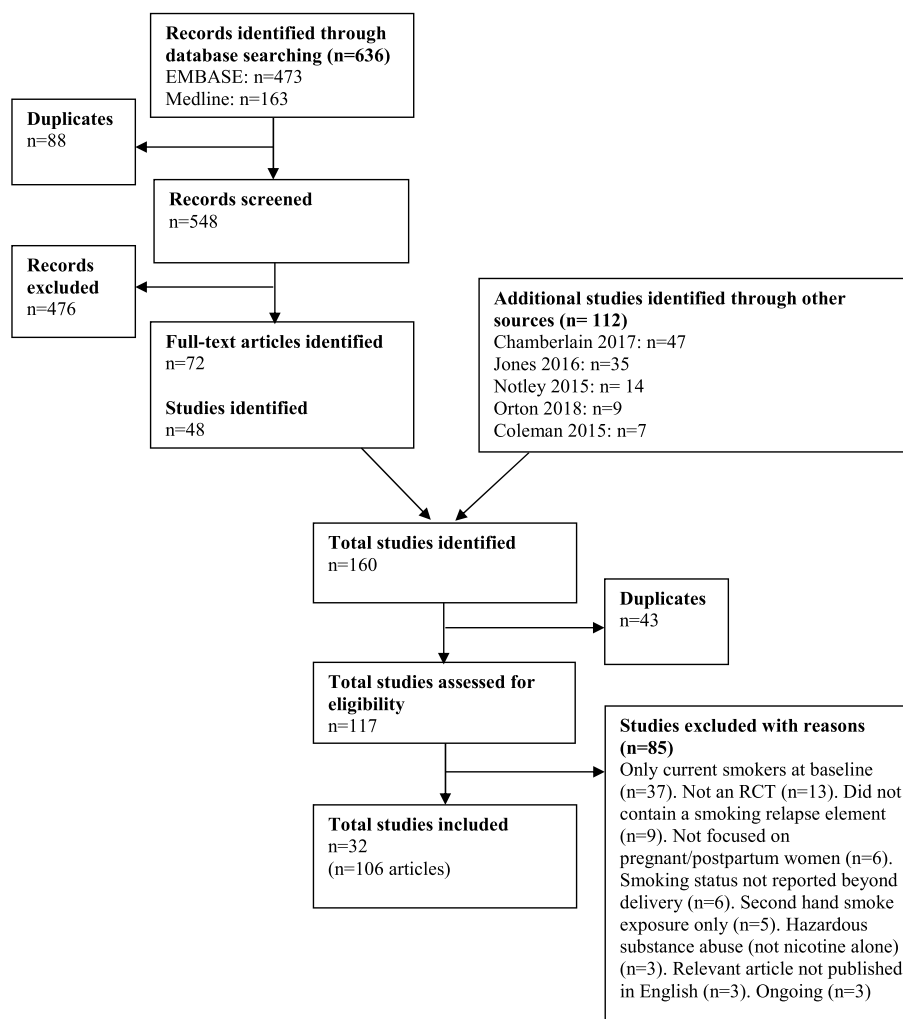 Records identified through
database searching (n=636)
EMBASE: n=473
Medline: n=163
Duplicates
n=88
Records screened
n=548
Records
excluded
n=476
Additional studies identified through other
sources (n= 112)
Chamberlain 2017: n=47
Jones 2016: n=35
Notley 2015: n= 14
Orton 2018: n=9
Coleman 2015: n=7
Full-text articles identified
n=72
Studies identified
n=48
Total studies identified
n=160
Duplicates
n=43
Total studies assessed for
eligibility
n=117
Studies excluded with reasons
(n=85)
Only current smokers at baseline
(n=37). Not an RCT (n=13). Did not
contain a smoking relapse element
(n=9). Not focused on
pregnant/postpartum women (n=6).
Smoking status not reported beyond
delivery (n=6). Second hand smoke
exposure only (n=5). Hazardous
substance abuse (not nicotine alone)
(n=3). Relevant article not published
in English (n=3). Ongoing (n=3)
Total studies included
n=32
(n=106 articles)